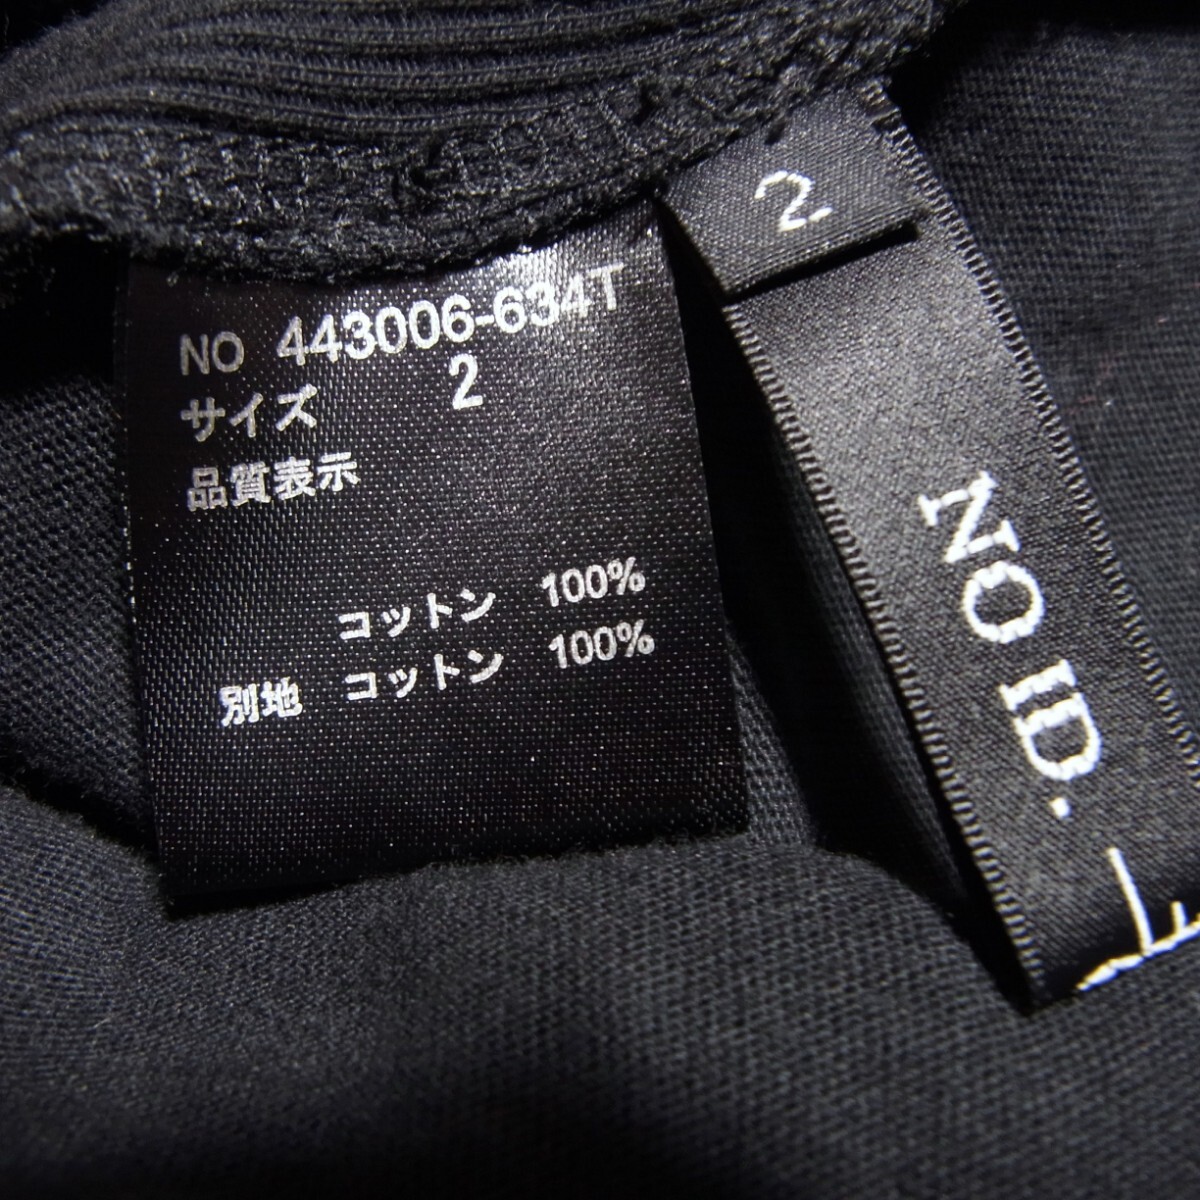 NO 443006-634T
サイズ 2
品質表示
コットン 100%
別地 コットン 100%
2
NO ID.